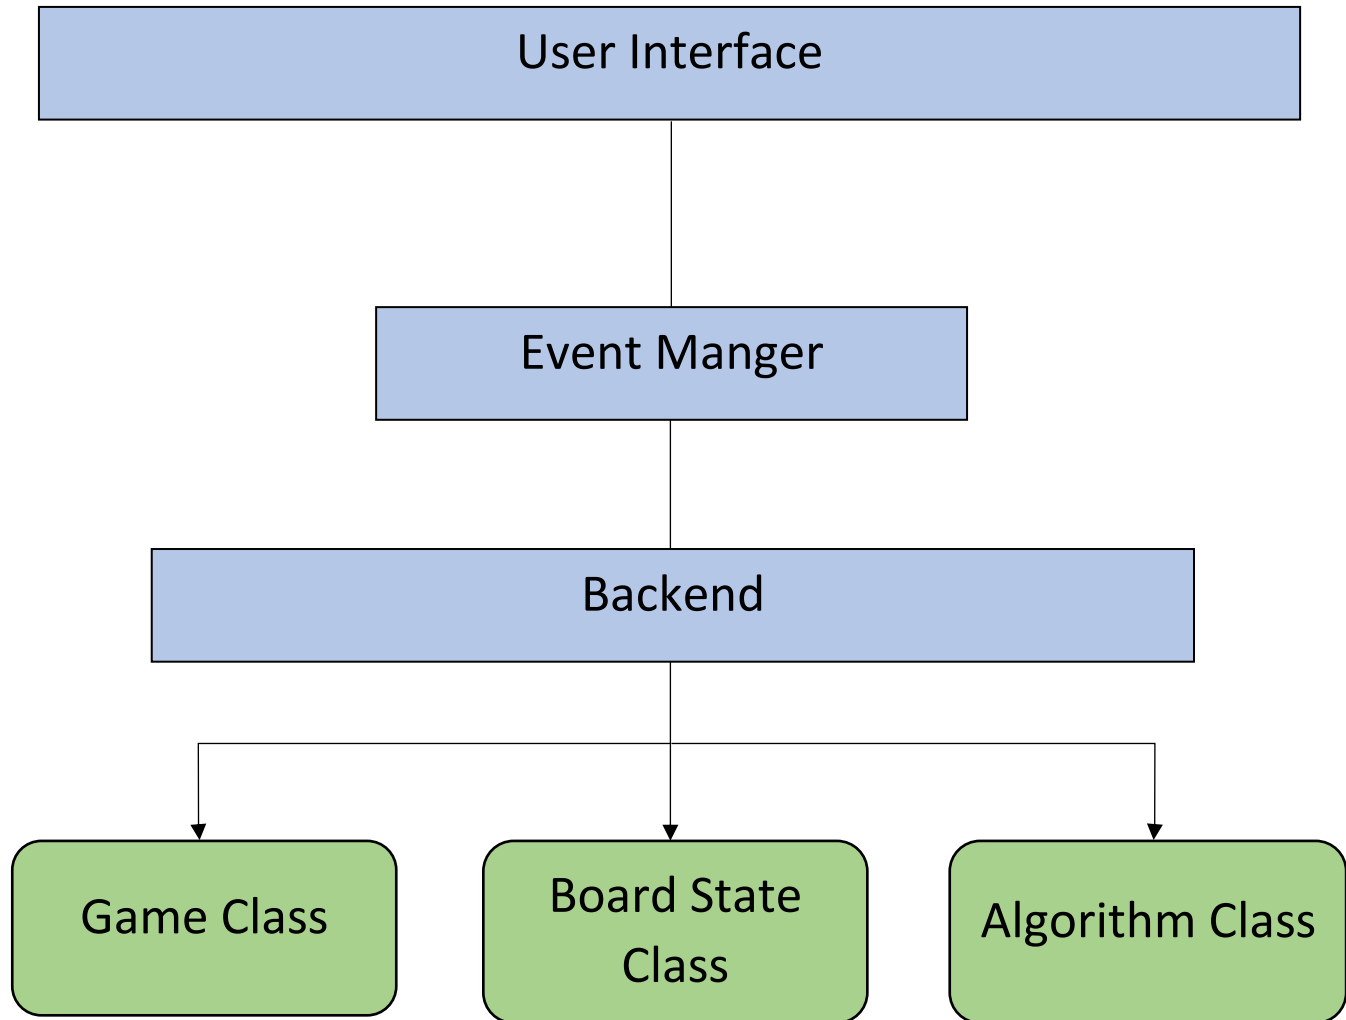 User Interface
Event Manger
Backend
Game Class
Board State
Class
Algorithm Class